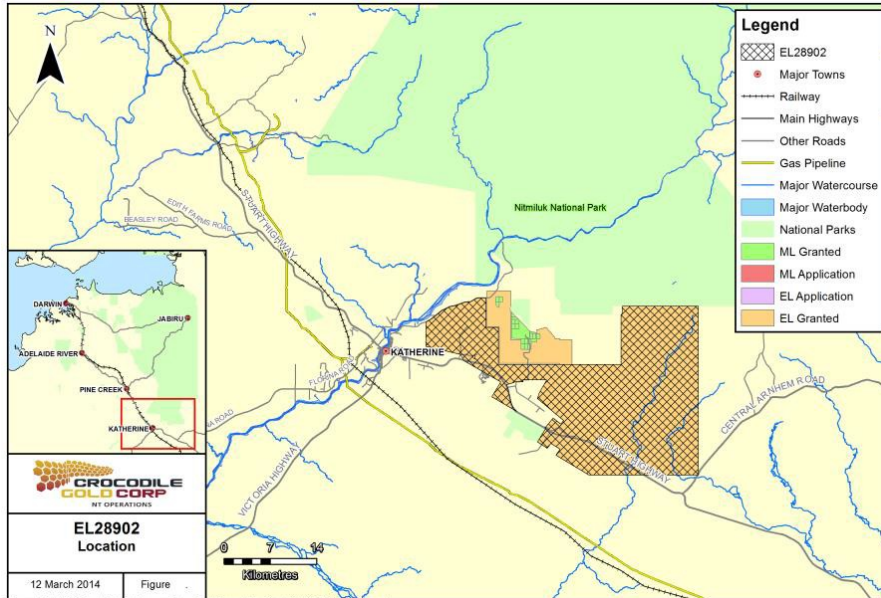 N
STUART HIGHWAY
EDITH FARMS ROAD
BEASLEY ROAD
Nitmiluk National Park
KATHERINE
FLORINA ROAD
VICTORIA HIGHWAY
STUART HIGHWAY
CENTRAL ARNHEM ROAD
0 7 14
Kilometres
Legend
EL28902
Major Towns
Railway
Main Highways
Other Roads
Gas Pipeline
Major Watercourse
Major Waterbody
National Parks
ML Granted
ML Application
EL Application
EL Granted
DARWIN
JABIRU
ADELAIDE RIVER
PINE CREEK
KATHERINE
NA ROAD
CROCODILE
GOLD CORP
NT OPERATIONS
EL28902
Location
12 March 2014
Figure .